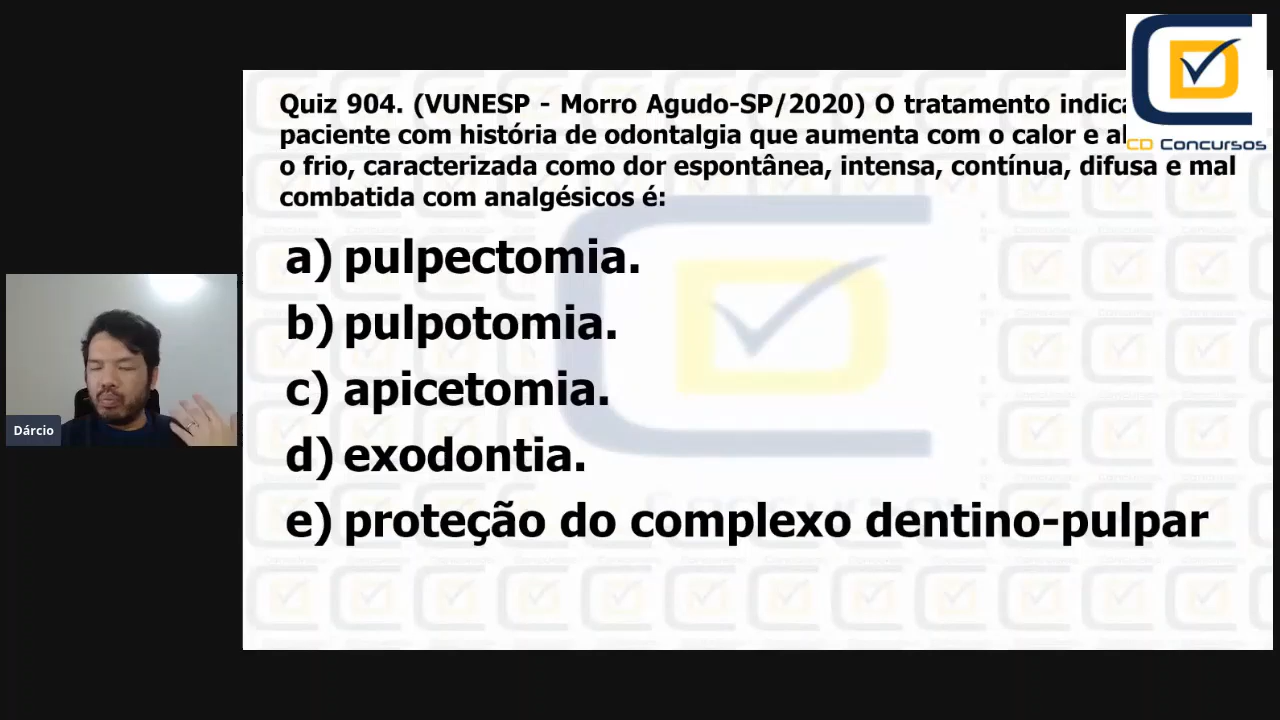 Quiz 904. (VUNESP - Morro Agudo-SP/2020) O tratamento
paciente com história de odontalgia que aumenta com o calor e
o frio, caracterizada como dor espontânea, intensa, contínua, difusa e mal
combatida com analgésicos é:
a) pulpectomia.
b) pulpotomia.
c) apicetomia.
d) exodontia.
e) proteção do complexo dentino-pulpar
CD Concursos
Dárcio